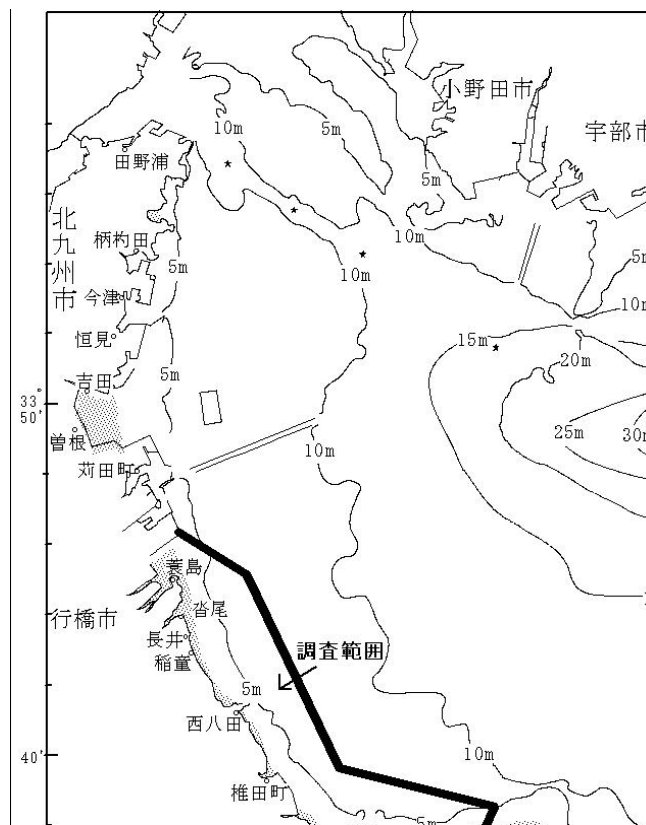 小野田市
宇部市
5m
10m
田野浦
5m
北九州市
柄杓田
10m
5m
5m
10m
今津
10m
恒見
15m
20m
5m
吉田
33°
50'
25m
30m
曽根
10m
苅田町
蓑島
沓尾
行橋市
長井
調査範囲
稲童
5m
西八田
10m
40'
椎田町
5m